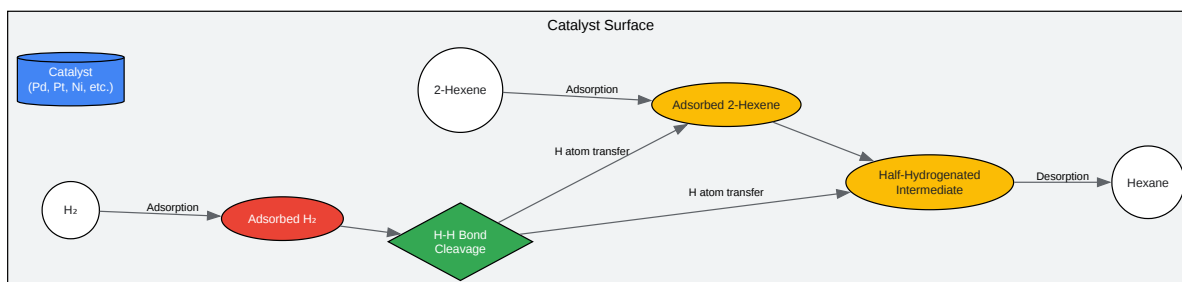 Catalyst Surface
Catalyst
(Pd, Pt, Ni, etc.)
2-Hexene
Adsorption
Adsorbed 2-Hexene
H atom transfer
Half-Hydrogenated
Intermediate
Desorption
Hexane
H atom transfer
H₂
Adsorption
Adsorbed H₂
H-H Bond
Cleavage